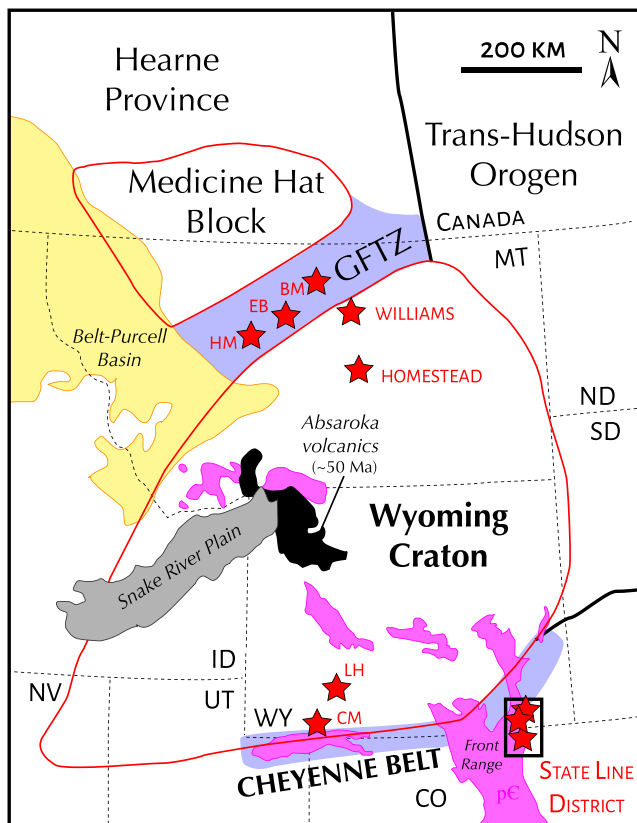 Hearne
Province
200 KM
N
Trans-Hudson
Orogen
Medicine Hat
Block
CANADA
MT
GFTZ
BM
EB
HM
WILLIAMS
HOMESTEAD
Belt-Purcell
Basin
ND
SD
Absaroka
volcanics
(~50 Ma)
Wyoming
Craton
Snake River Plain
ID
NV
UT
LH
WY
CM
CHEYENNE BELT
Front
Range
CO
p€
STATE LINE
DISTRICT